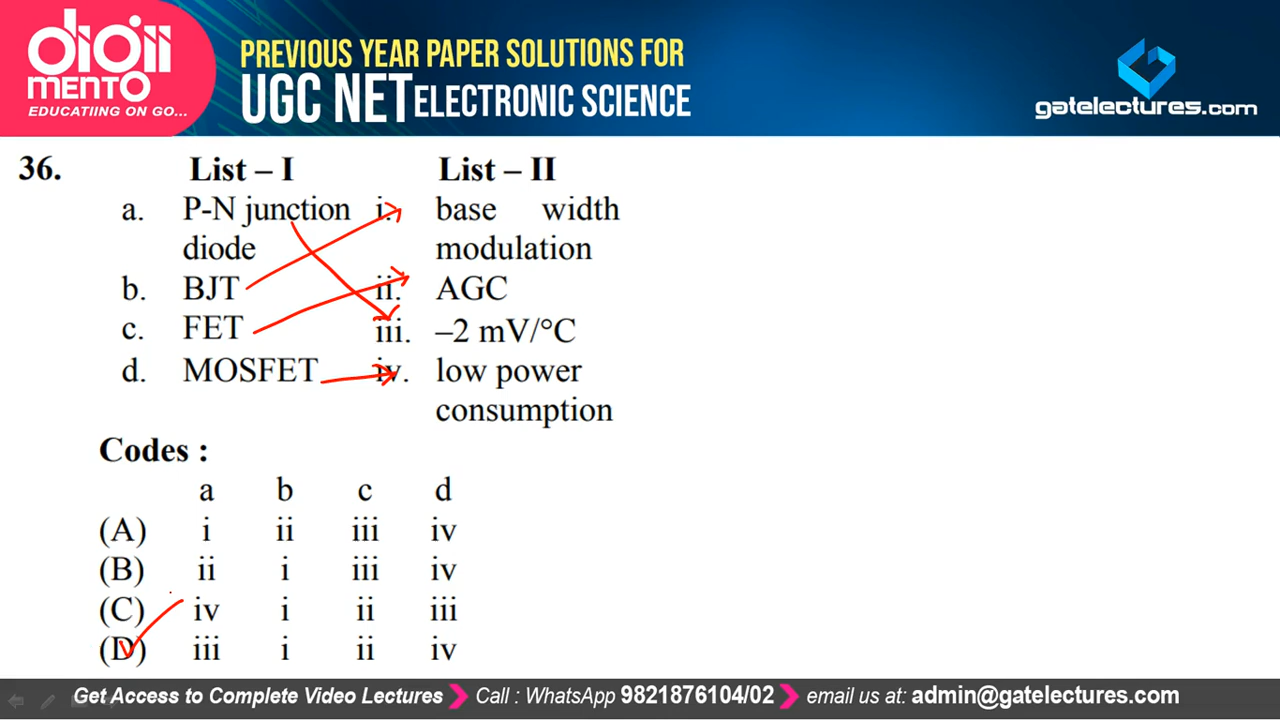 dioii
MENTO
EDUCATIING ON GO...
PREVIOUS YEAR PAPER SOLUTIONS FOR
UGC NET ELECTRONIC SCIENCE
gatelectures.com
36. List – I List – II
a. P-N junction i. base width
diode modulation
b. BJT ii. AGC
c. FET iii. –2 mV/°C
d. MOSFET iv. low power
consumption
Codes :
a b c d
(A) i ii iii iv
(B) ii i iii iv
(C) iv i ii iii
(D) iii i ii iv
Get Access to Complete Video Lectures Call : WhatsApp 9821876104/02 email us at: admin@gatelectures.com